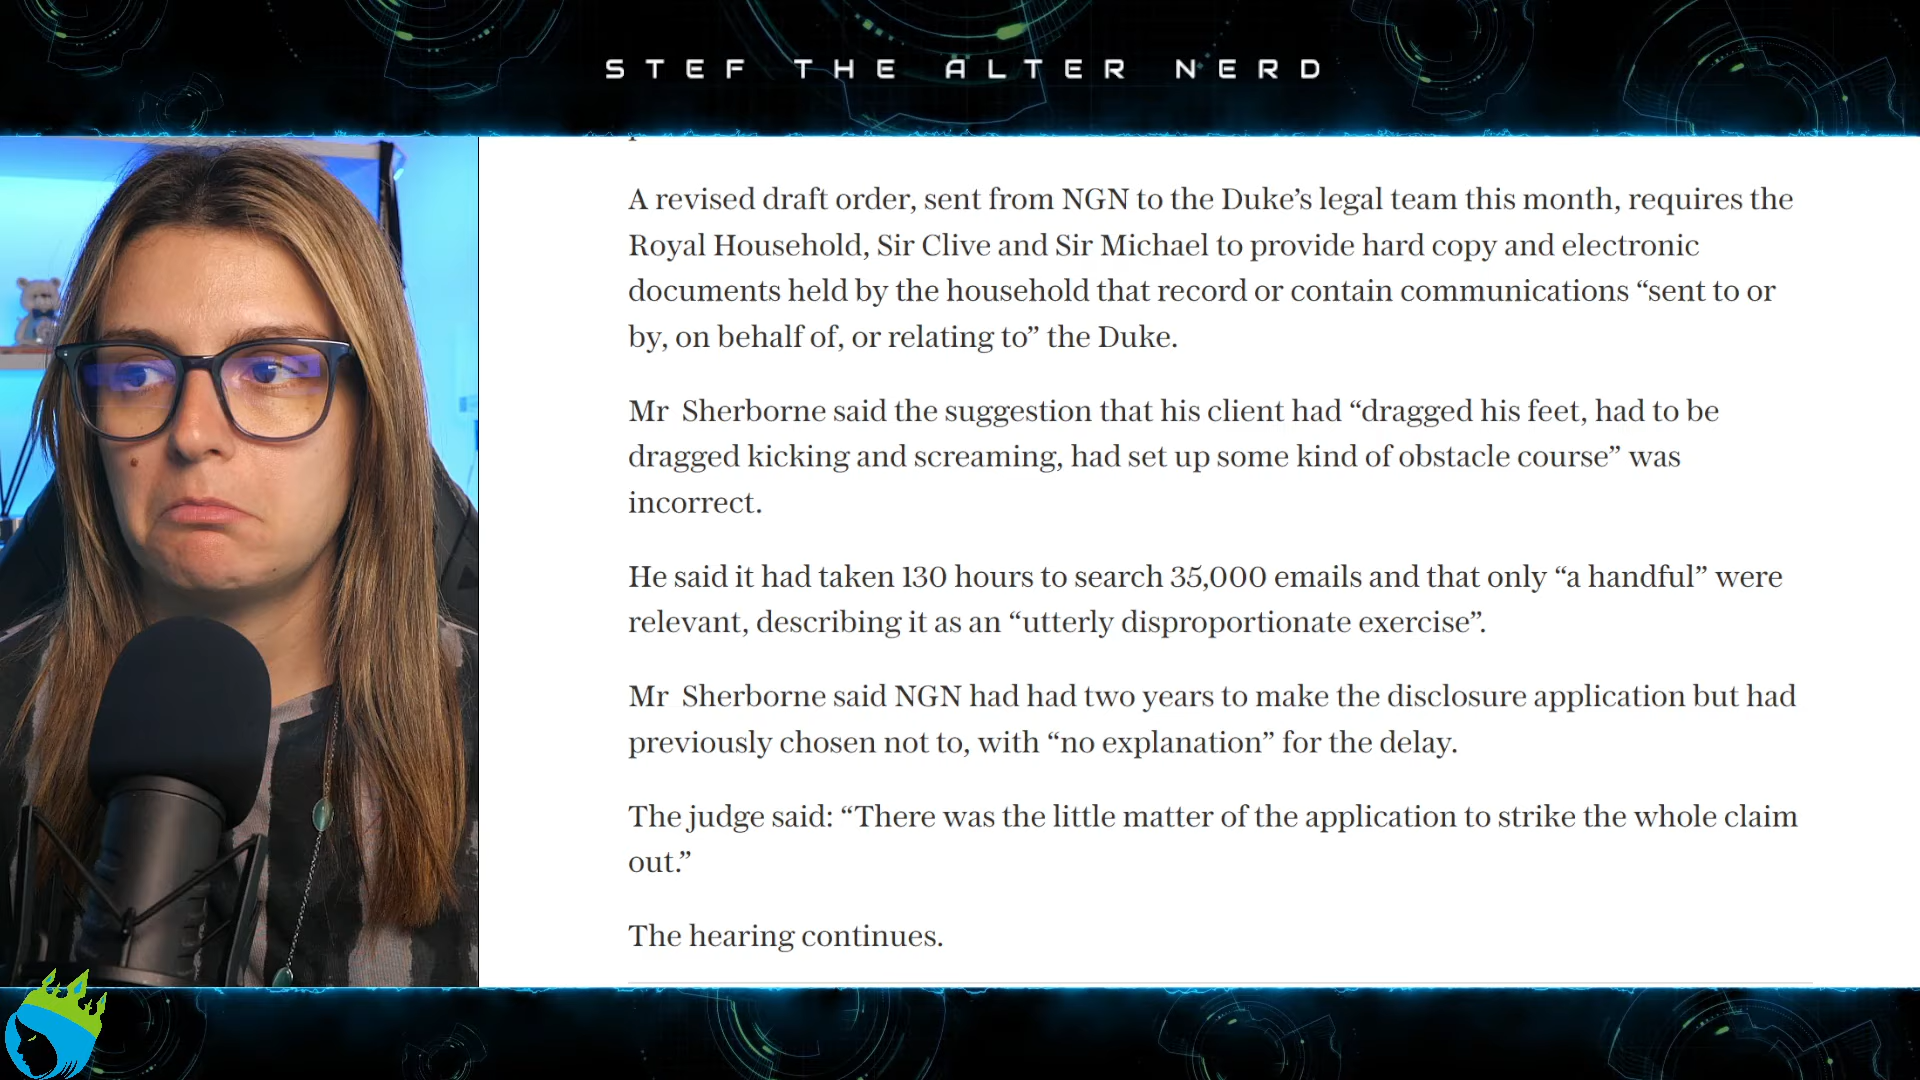 STEF THE ALTER NERD
A revised draft order, sent from NGN to the Duke’s legal team this month, requires the
Royal Household, Sir Clive and Sir Michael to provide hard copy and electronic
documents held by the household that record or contain communications “sent to or
by, on behalf of, or relating to” the Duke.
Mr Sherborne said the suggestion that his client had “dragged his feet, had to be
dragged kicking and screaming, had set up some kind of obstacle course” was
incorrect.
He said it had taken 130 hours to search 35,000 emails and that only “a handful” were
relevant, describing it as an “utterly disproportionate exercise”.
Mr Sherborne said NGN had had two years to make the disclosure application but had
previously chosen not to, with “no explanation” for the delay.
The judge said: “There was the little matter of the application to strike the whole claim
out.”
The hearing continues.